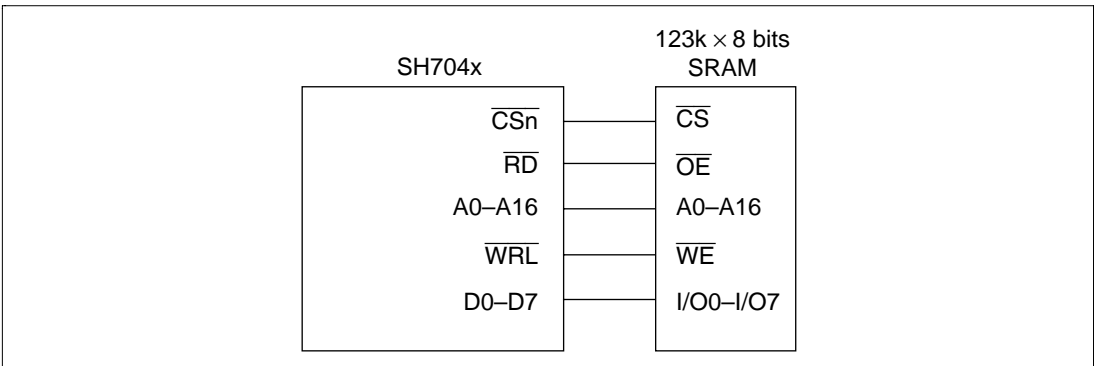 123k × 8 bits
SH704x SRAM
CSn CS
RD OE
A0–A16 A0–A16
WRL WE
D0–D7 I/O0–I/O7